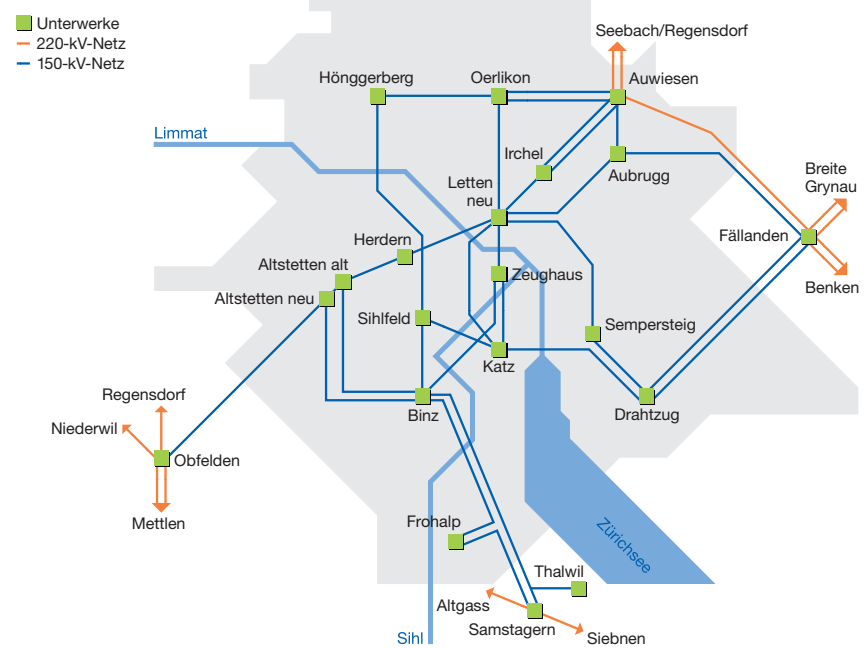 Unterwerke
220-kV-Netz
150-kV-Netz
Seebach/Regensdorf
Hönggerberg
Oerlikon
Auwiesen
Limmat
Irchel
Aubrugg
Letten
neu
Breite
Grynau
Herdern
Fällanden
Altstetten alt
Zeughaus
Benken
Altstetten neu
Sihlfeld
Sempersteig
Katz
Regensdorf
Binz
Drahtzug
Niederwil
Obfelden
Mettlen
Frohalp
Zürichsee
Thalwil
Altgass
Samstagern
Siebnen
Sihl